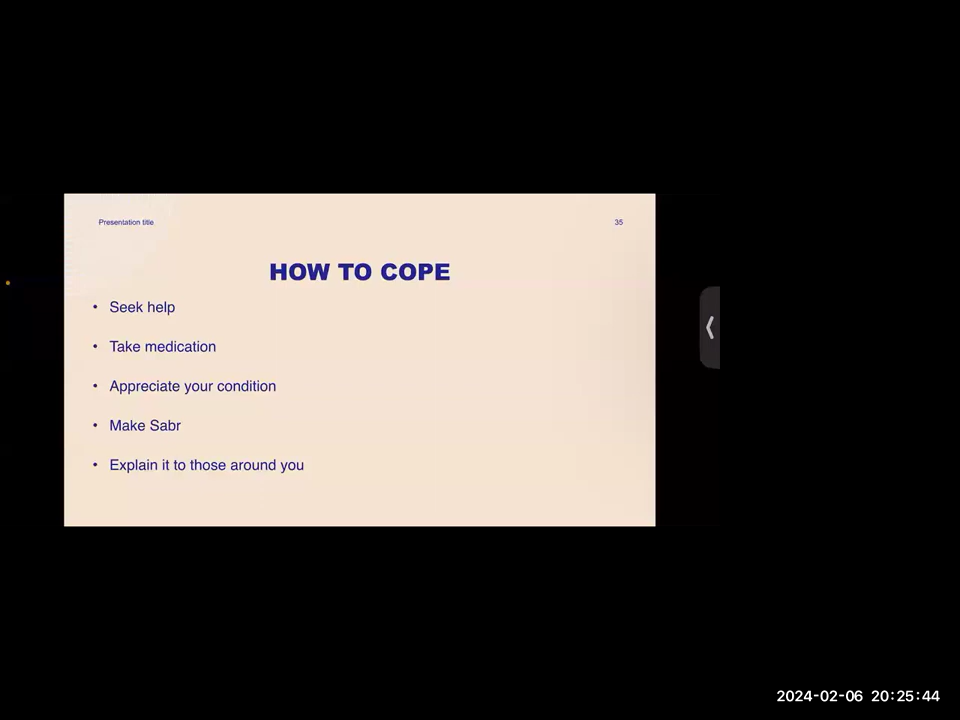 Presentation title
35
HOW TO COPE
• Seek help
• Take medication
• Appreciate your condition
• Make Sabr
• Explain it to those around you
2024-02-06 20:25:44